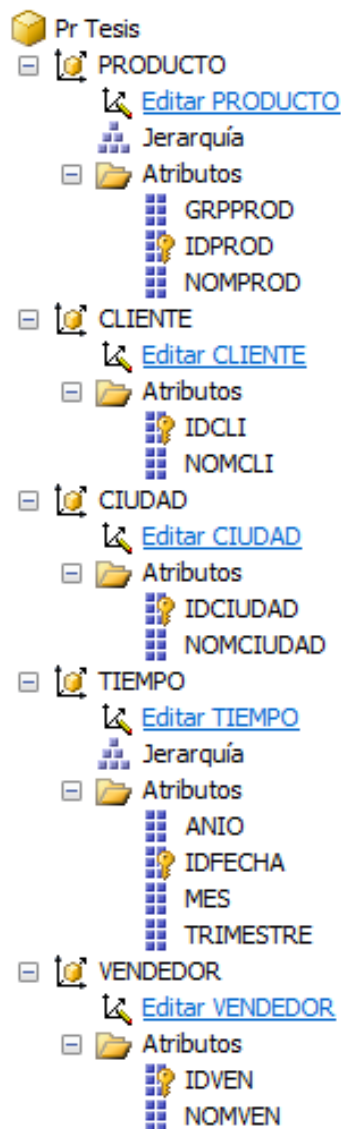 Pr Tesis
PRODUCTO
Editar PRODUCTO
Jerarquía
Atributos
GRPPROD
IDPROD
NOMPROD
CLIENTE
Editar CLIENTE
Atributos
IDCLI
NOMCLI
CIUDAD
Editar CIUDAD
Atributos
IDCIUDAD
NOMCIUDAD
TIEMPO
Editar TIEMPO
Jerarquía
Atributos
ANIO
IDFECHA
MES
TRIMESTRE
VENDEDOR
Editar VENDEDOR
Atributos
IDVEN
NOMVEN